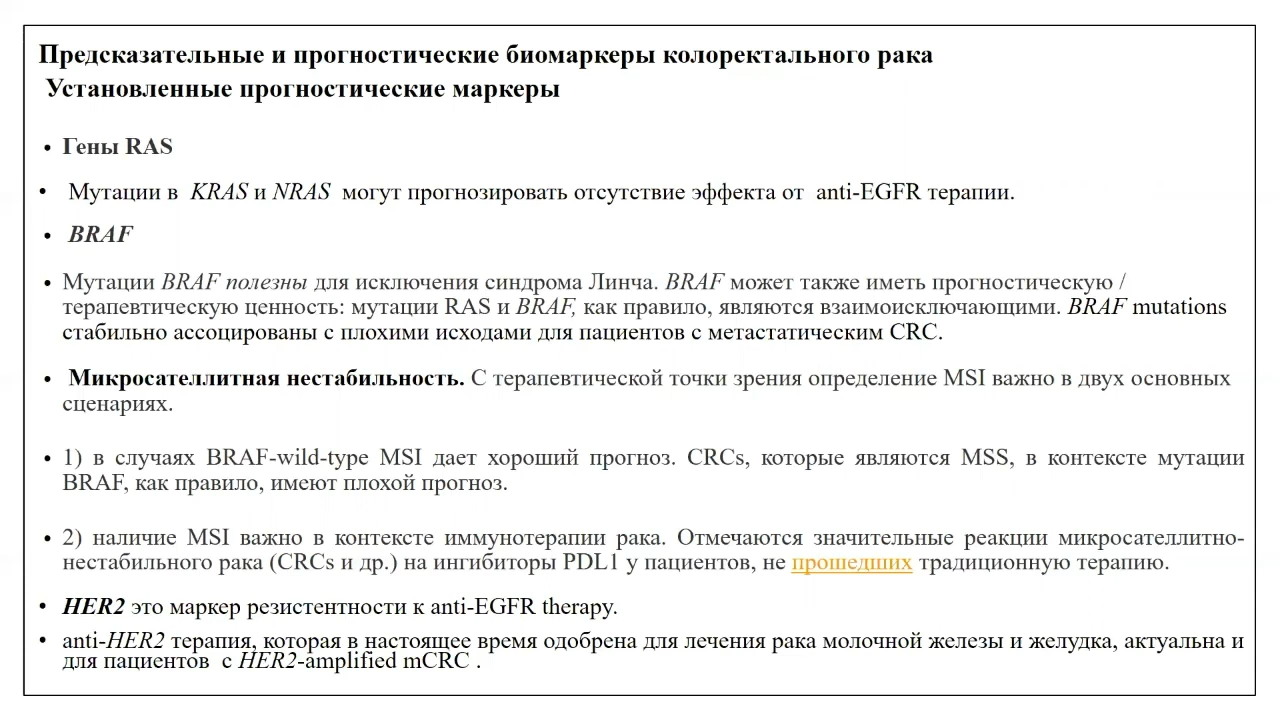 Предсказательные и прогностические биомаркеры колоректального рака
Установленные прогностические маркеры
• Гены RAS
• Мутации в KRAS и NRAS могут прогнозировать отсутствие эффекта от anti-EGFR терапии.
• BRAF
• Мутации BRAF полезны для исключения синдрома Линча. BRAF может также иметь прогностическую /
терапевтическую ценность: мутации RAS и BRAF, как правило, являются взаимоисключающими. BRAF mutations
стабильно ассоциированы с плохими исходами для пациентов с метастатическим CRC.
• Микросателлитная нестабильность. С терапевтической точки зрения определение MSI важно в двух основных
сценариях.
• 1) в случаях BRAF-wild-type MSI дает хороший прогноз. CRCs, которые являются MSS, в контексте мутации
BRAF, как правило, имеют плохой прогноз.
• 2) наличие MSI важно в контексте иммунотерапии рака. Отмечаются значительные реакции микросателлитно-
нестабильного рака (CRCs и др.) на ингибиторы PDL1 у пациентов, не прошедших традиционную терапию.
• HER2 это маркер резистентности к anti-EGFR therapy.
• anti-HER2 терапия, которая в настоящее время одобрена для лечения рака молочной железы и желудка, актуальна и
для пациентов с HER2-amplified mCRC .